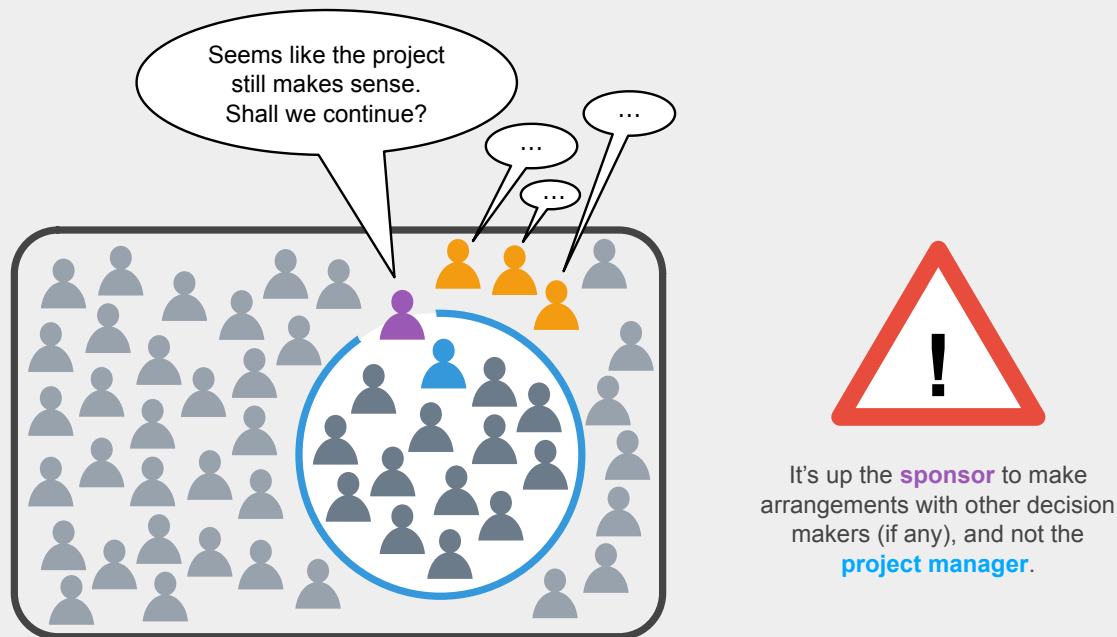 Seems like the project
still makes sense.
Shall we continue?
...
...
...
!
It's up the sponsor to make
arrangements with other decision
makers (if any), and not the
project manager.